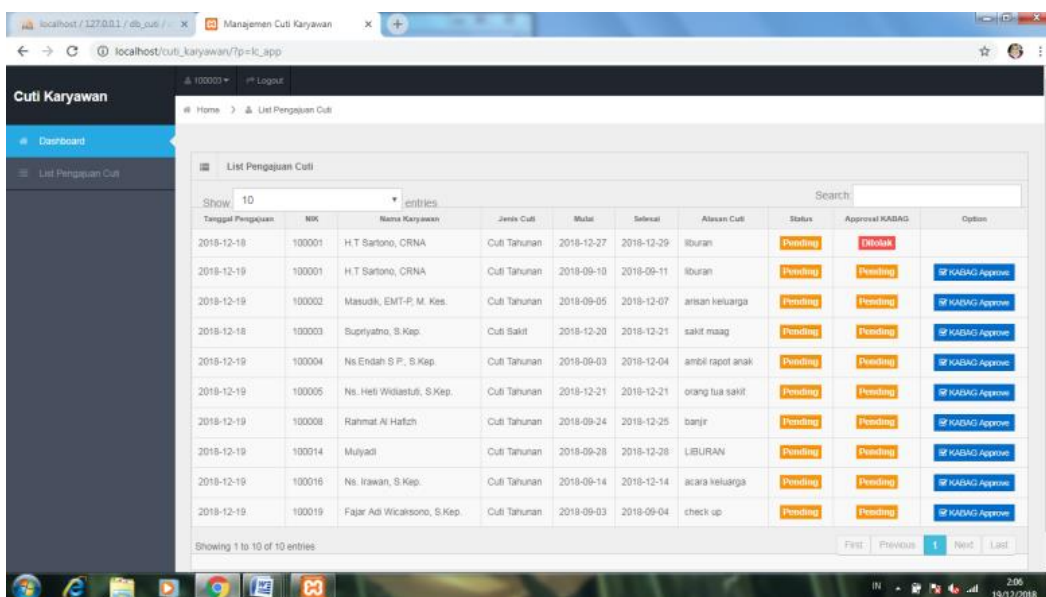 localhost / 127.0.0.1 / db_cuti /
Manajemen Cuti Karyawan
localhost/cuti_karyawan/?p=lc_app
Cuti Karyawan
100003 Logout
Home > List Pengajuan Cuti
Dashboard
List Pengajuan Cuti
List Pengajuan Cuti
Show 10 entries
Search:
Tanggal Pengajuan NIK Nama Karyawan Jenis Cuti Mulai Selesai Alasan Cuti Status Approval KABAG Option
2018-12-18 100001 H.T Sartono, CRNA Cuti Tahunan 2018-12-27 2018-12-29 liburan Pending Ditolak
2018-12-19 100001 H.T Sartono, CRNA Cuti Tahunan 2018-09-10 2018-09-11 liburan Pending Pending KABAG Approve
2018-12-19 100002 Masudik, EMT-P, M. Kes. Cuti Tahunan 2018-09-05 2018-12-07 arisan keluarga Pending Pending KABAG Approve
2018-12-18 100003 Supriyatno, S.Kep. Cuti Sakit 2018-12-20 2018-12-21 sakit maag Pending Pending KABAG Approve
2018-12-19 100004 Ns.Endah S.P., S.Kep. Cuti Tahunan 2018-09-03 2018-12-04 ambil rapot anak Pending Pending KABAG Approve
2018-12-19 100005 Ns. Heti Widiastuti, S.Kep. Cuti Tahunan 2018-12-21 2018-12-21 orang tua sakit Pending Pending KABAG Approve
2018-12-19 100008 Rahmat Al Hafizh Cuti Tahunan 2018-09-24 2018-12-25 banjir Pending Pending KABAG Approve
2018-12-19 100014 Mulyadi Cuti Tahunan 2018-09-28 2018-12-28 LIBURAN Pending Pending KABAG Approve
2018-12-19 100016 Ns. Irawan, S.Kep. Cuti Tahunan 2018-09-14 2018-12-14 acara keluarga Pending Pending KABAG Approve
2018-12-19 100019 Fajar Adi Wicaksono, S.Kep. Cuti Tahunan 2018-09-03 2018-09-04 check up Pending Pending KABAG Approve
Showing 1 to 10 of 10 entries
First Previous 1 Next Last
IN 2:06
19/12/2018